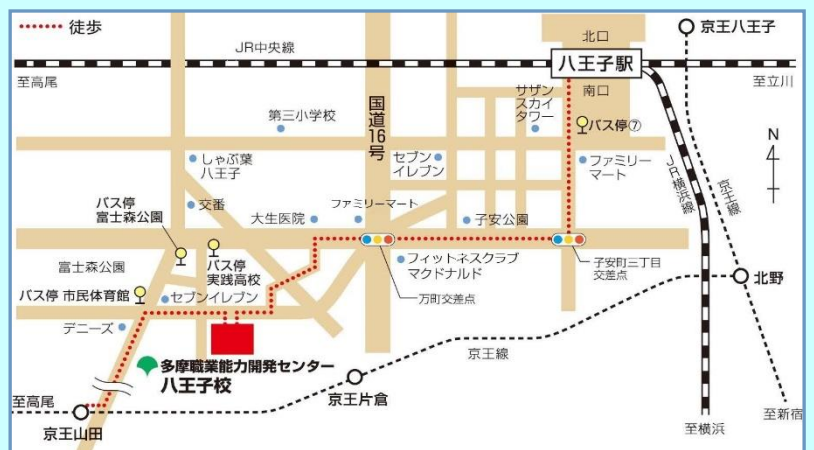 徒歩
京王八王子
北口
JR中央線
八王子駅
至高尾
至立川
南口
サザン
スカイ
タワー
国道16号
第三小学校
バス停⑦
N
しゃぶ葉
八王子
セブン
イレブン
ファミリー
マート
JR横浜線
京王線
バス停
富士森公園
交番
大生医院
ファミリーマート
子安公園
富士森公園
バス停
実践高校
フィットネスクラブ
マクドナルド
子安町三丁目
交差点
北野
バス停 市民体育館
セブンイレブン
万町交差点
デニーズ
京王線
多摩職業能力開発センター
八王子校
京王片倉
至高尾
京王山田
至横浜
至新宿